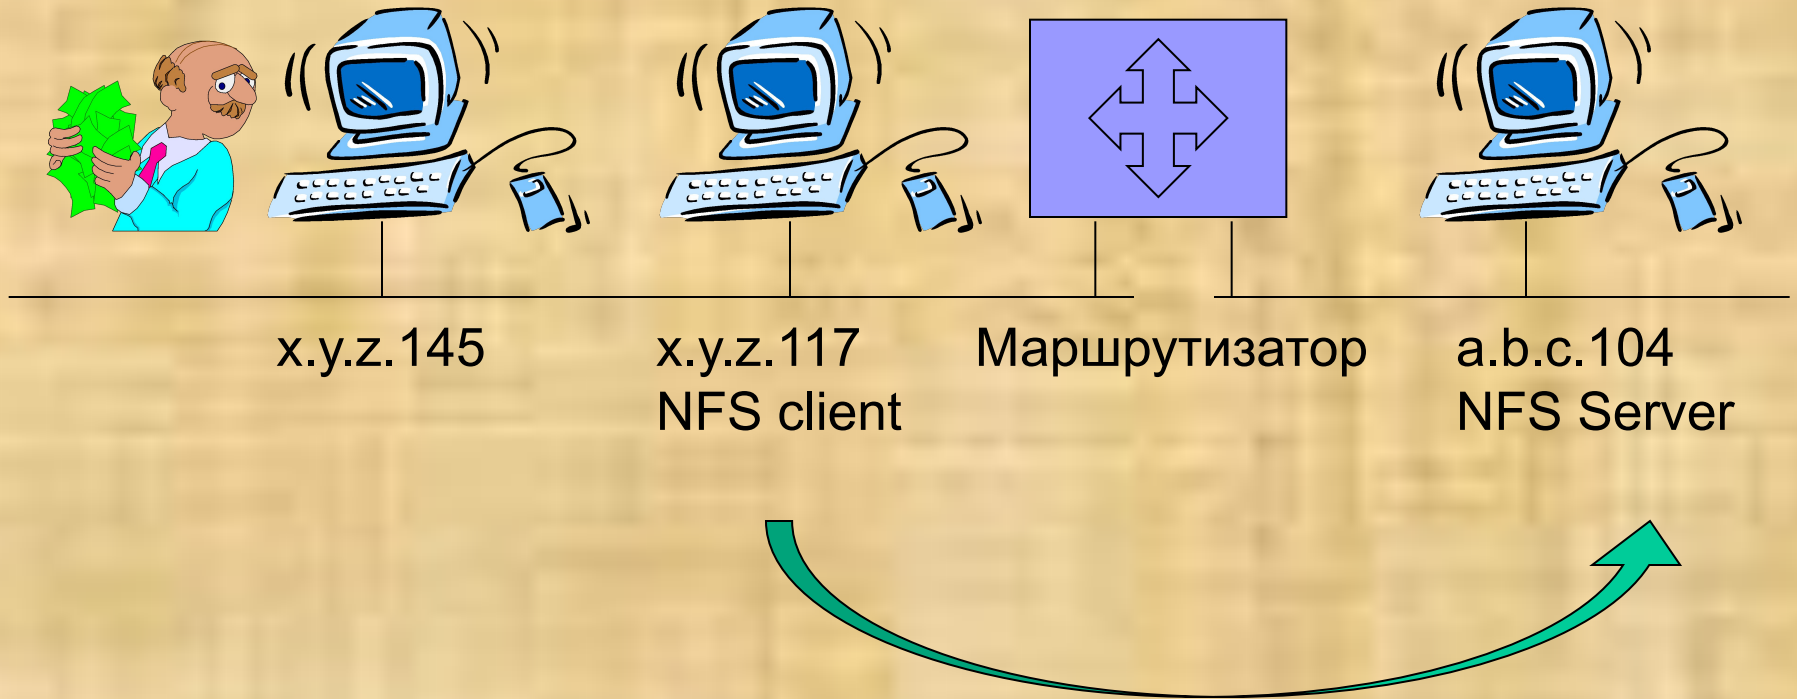 x.y.z.145
x.y.z.117
NFS client
Маршрутизатор
a.b.c.104
NFS Server